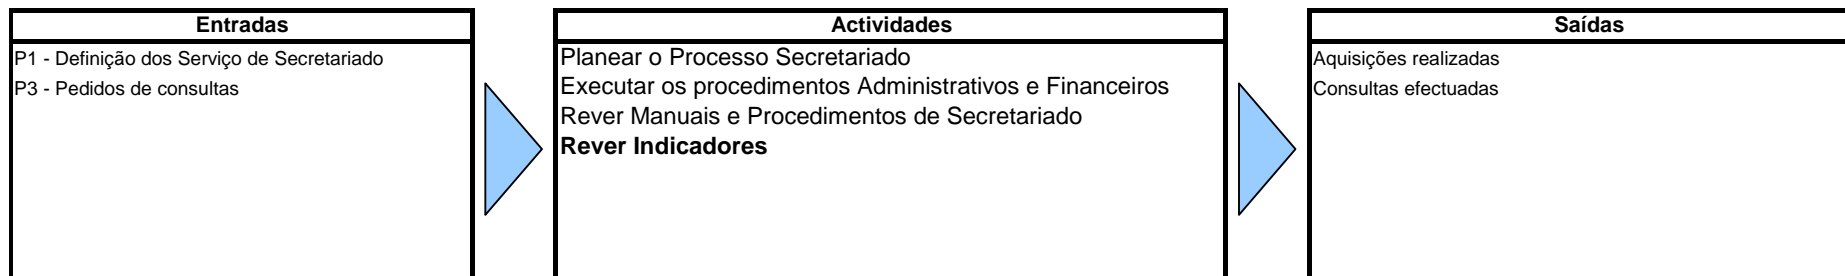 Entradas
P1 - Definição dos Serviço de Secretariado
P3 - Pedidos de consultas
Actividades
Planear o Processo Secretariado
Executar os procedimentos Administrativos e Financeiros
Rever Manuais e Procedimentos de Secretariado
Rever Indicadores
Saídas
Aquisições realizadas
Consultas efectuadas